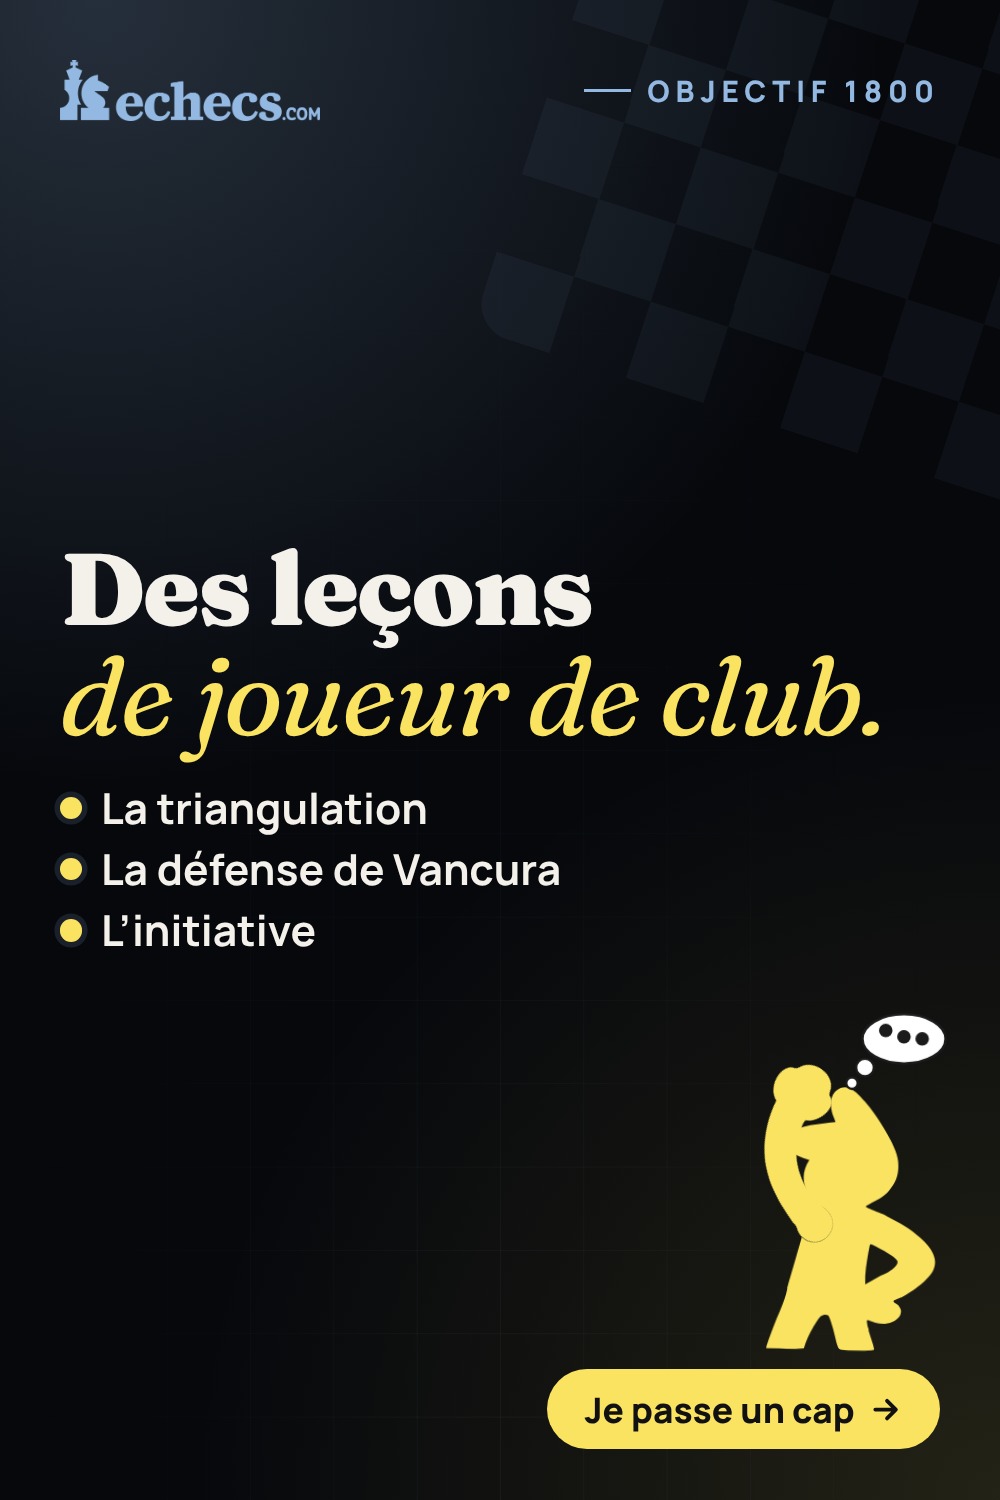 echecs.COM
OBJECTIF 1800
Des leçons
de joueur de club.
La triangulation
La défense de Vancura
L’initiative
Je passe un cap →